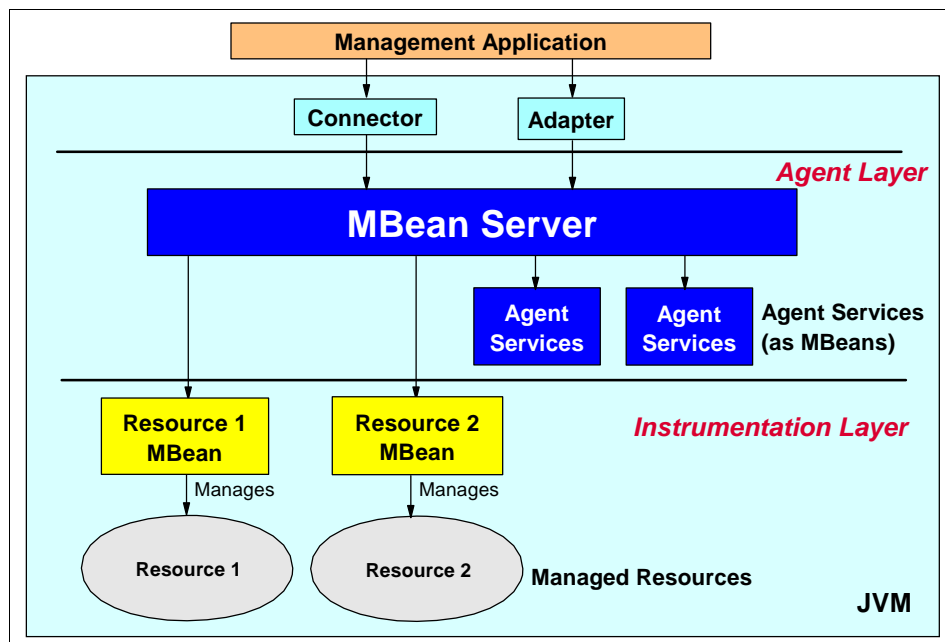 Management Application
Connector
Adapter
Agent Layer
MBean Server
Agent
Services
Agent
Services
Agent Services
(as MBeans)
Resource 1
MBean
Resource 2
MBean
Instrumentation Layer
Manages
Manages
Resource 1
Resource 2
Managed Resources
JVM